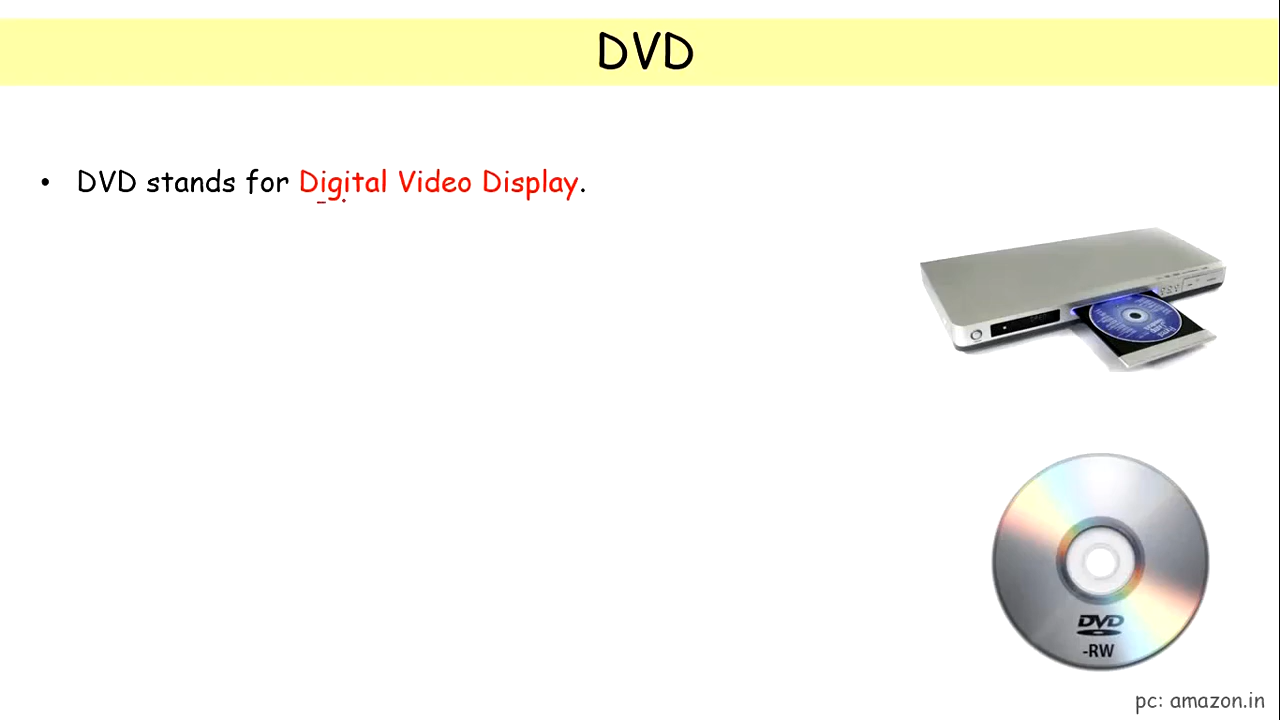 DVD
• DVD stands for Digital Video Display.
DVD
-RW
pc: amazon.in